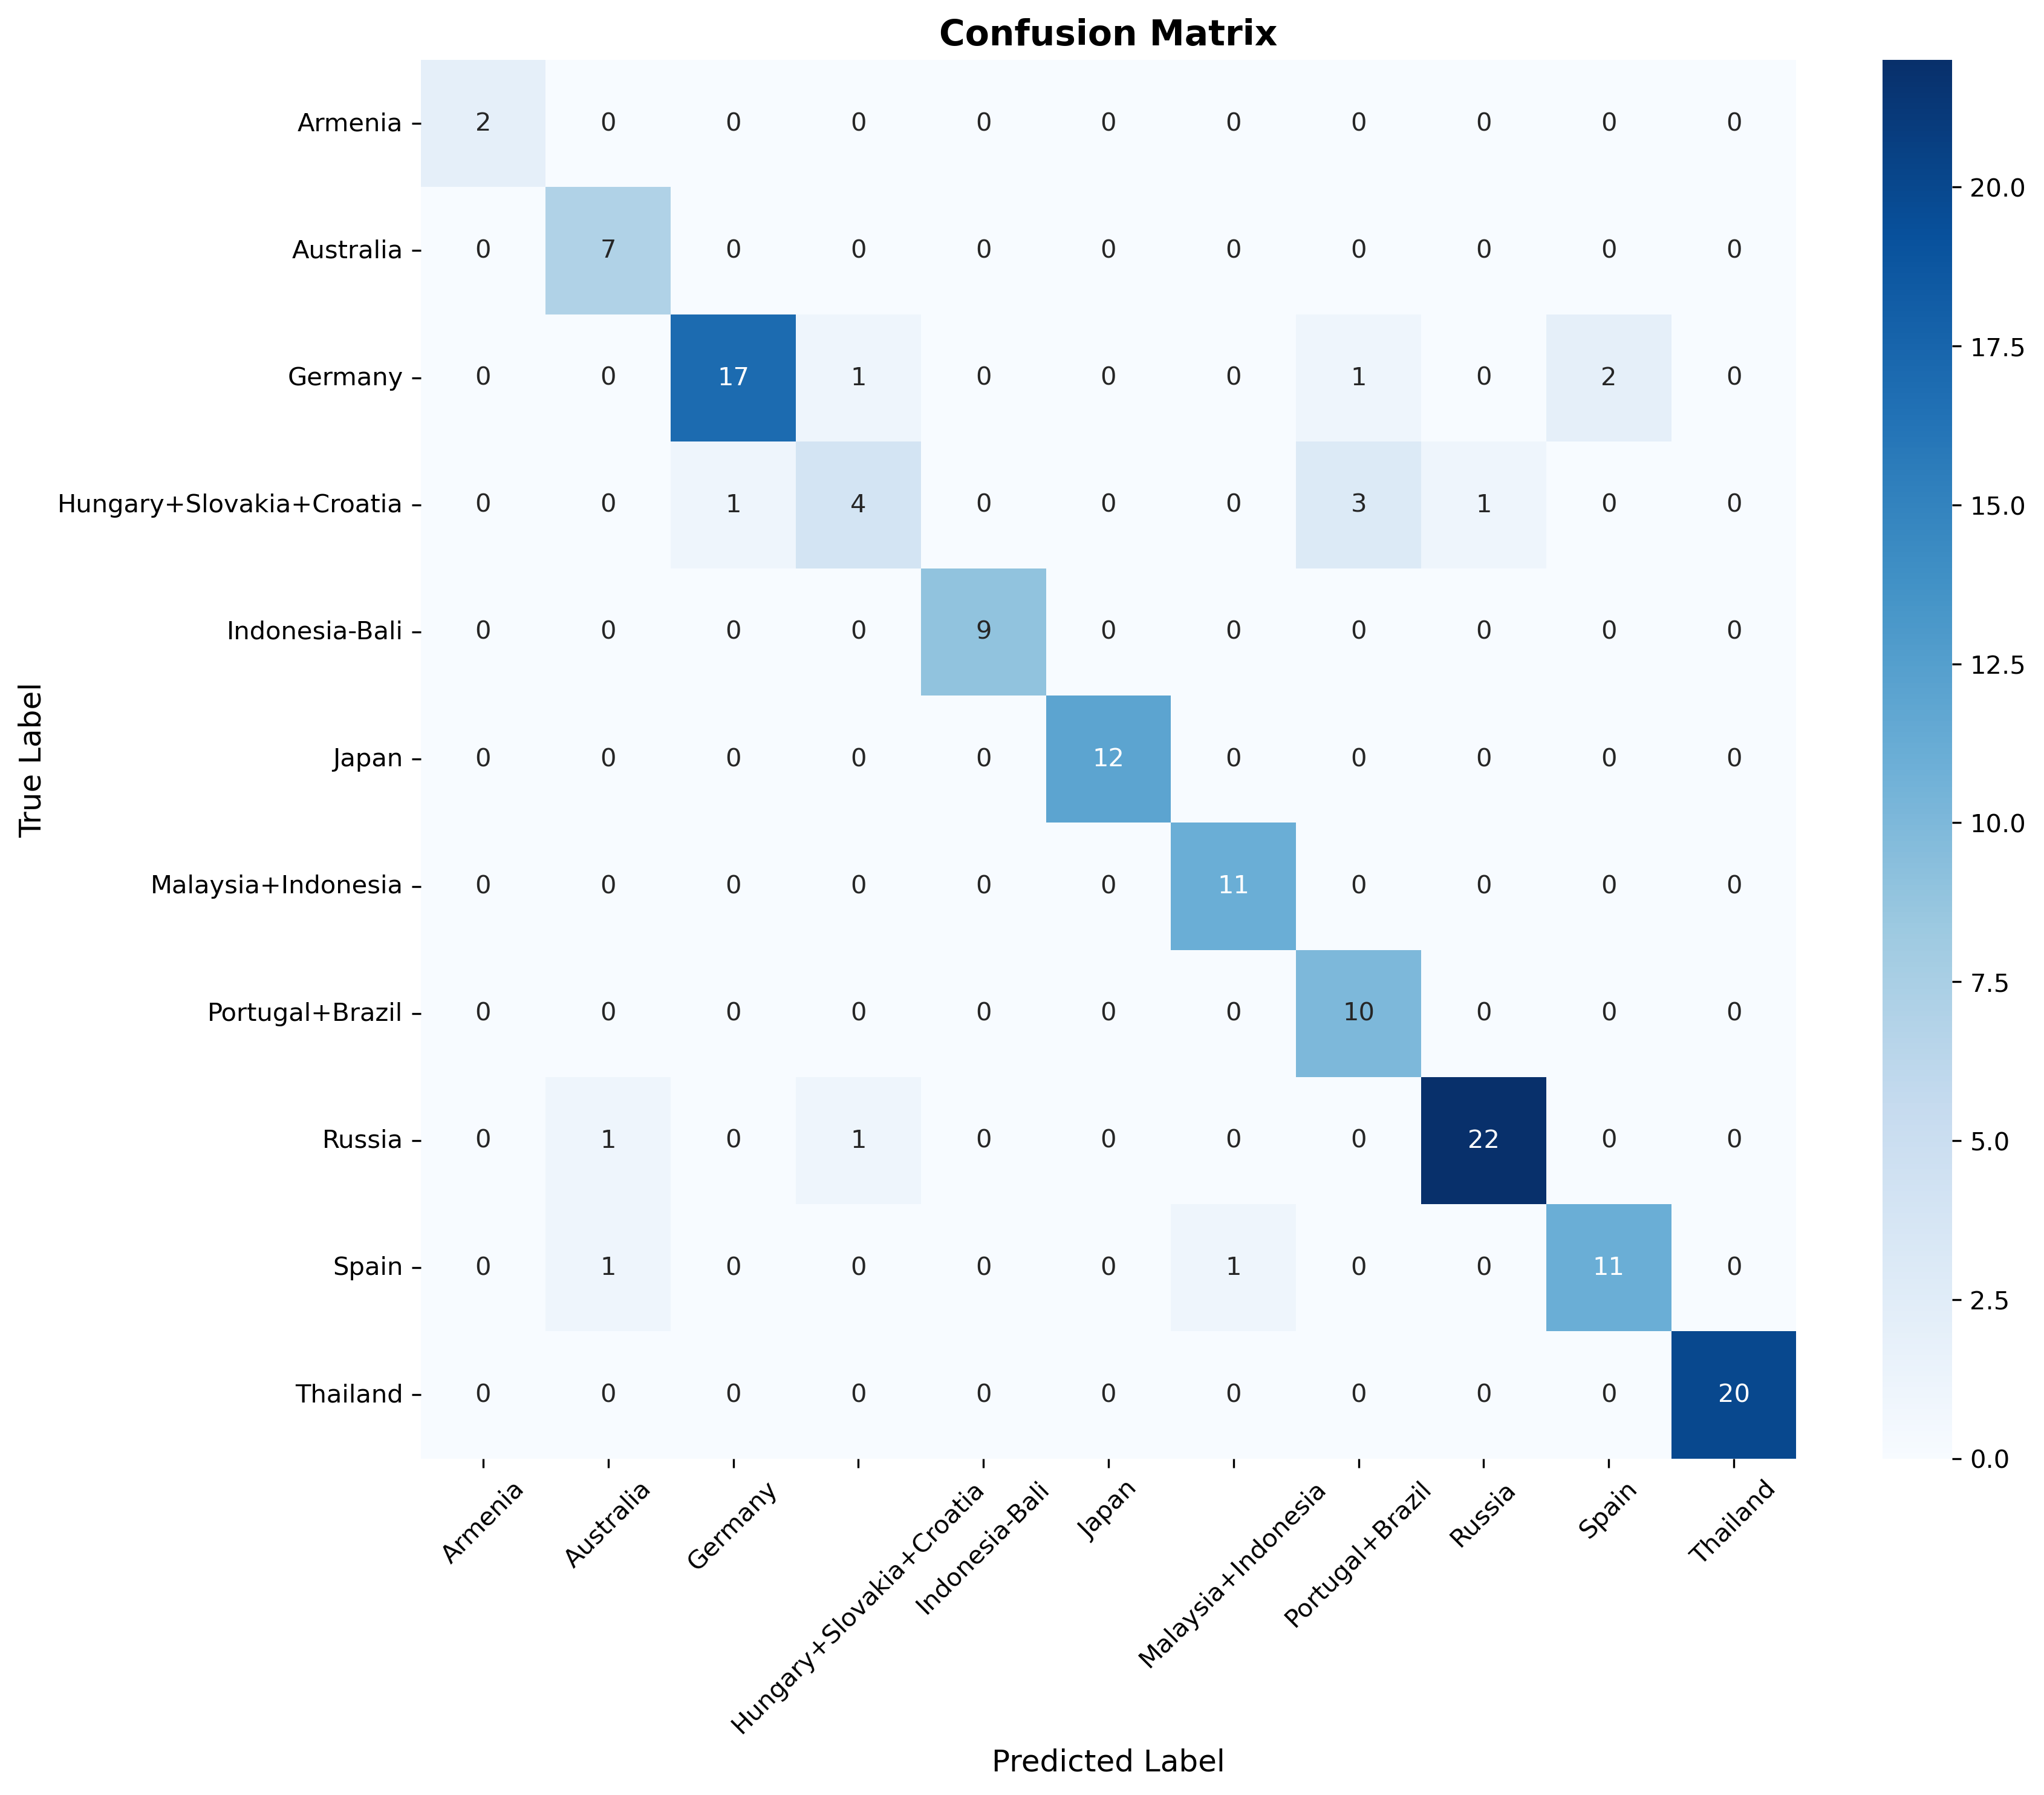 Confusion Matrix
True Label
Armenia 2 0 0 0 0 0 0 0 0 0 0
Australia 0 7 0 0 0 0 0 0 0 0 0
Germany 0 0 17 1 0 0 0 1 0 2 0
Hungary+Slovakia+Croatia 0 0 1 4 0 0 0 3 1 0 0
Indonesia-Bali 0 0 0 0 9 0 0 0 0 0 0
Japan 0 0 0 0 0 12 0 0 0 0 0
Malaysia+Indonesia 0 0 0 0 0 0 11 0 0 0 0
Portugal+Brazil 0 0 0 0 0 0 0 10 0 0 0
Russia 0 1 0 1 0 0 0 0 22 0 0
Spain 0 1 0 0 0 0 1 0 0 11 0
Thailand 0 0 0 0 0 0 0 0 0 0 20
Armenia
Australia
Germany
Hungary+Slovakia+Croatia
Indonesia-Bali
Japan
Malaysia+Indonesia
Portugal+Brazil
Russia
Spain
Thailand
Predicted Label
20.0
17.5
15.0
12.5
10.0
7.5
5.0
2.5
0.0